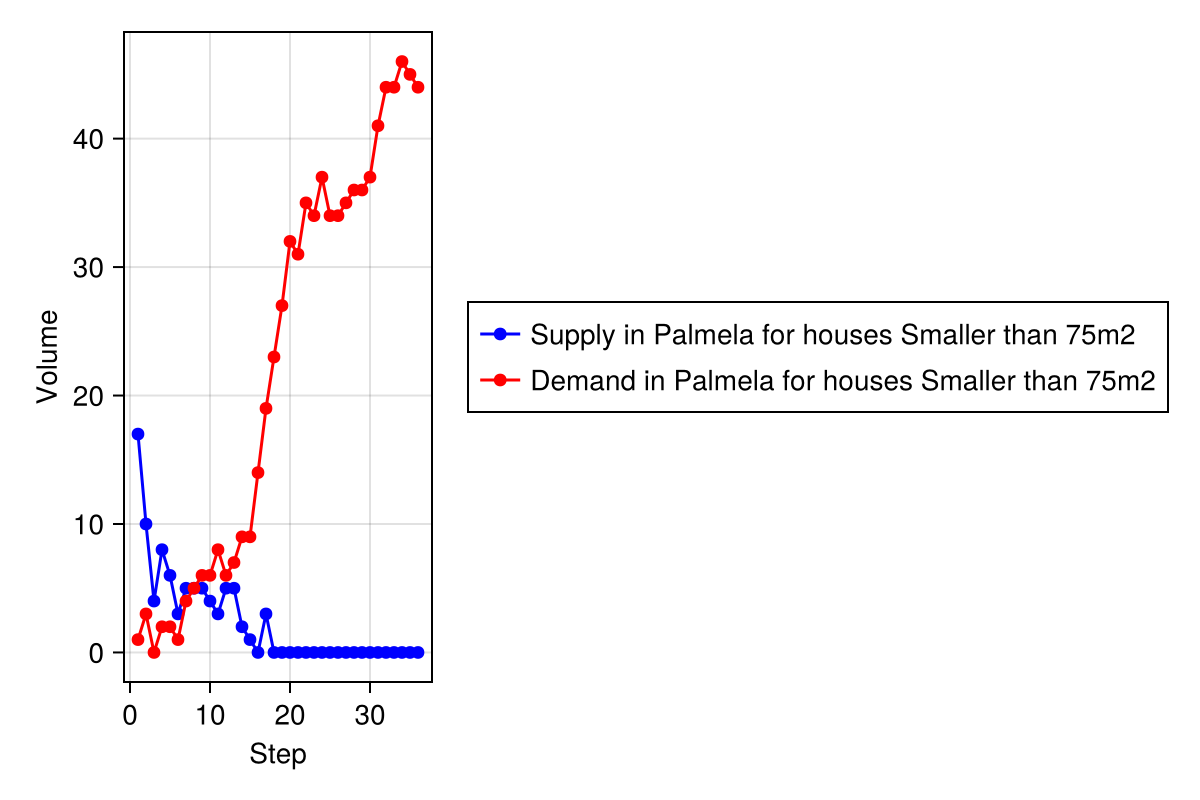 Volume
40
30
20
10
0
0 10 20 30
Step
Supply in Palmela for houses Smaller than 75m2
Demand in Palmela for houses Smaller than 75m2